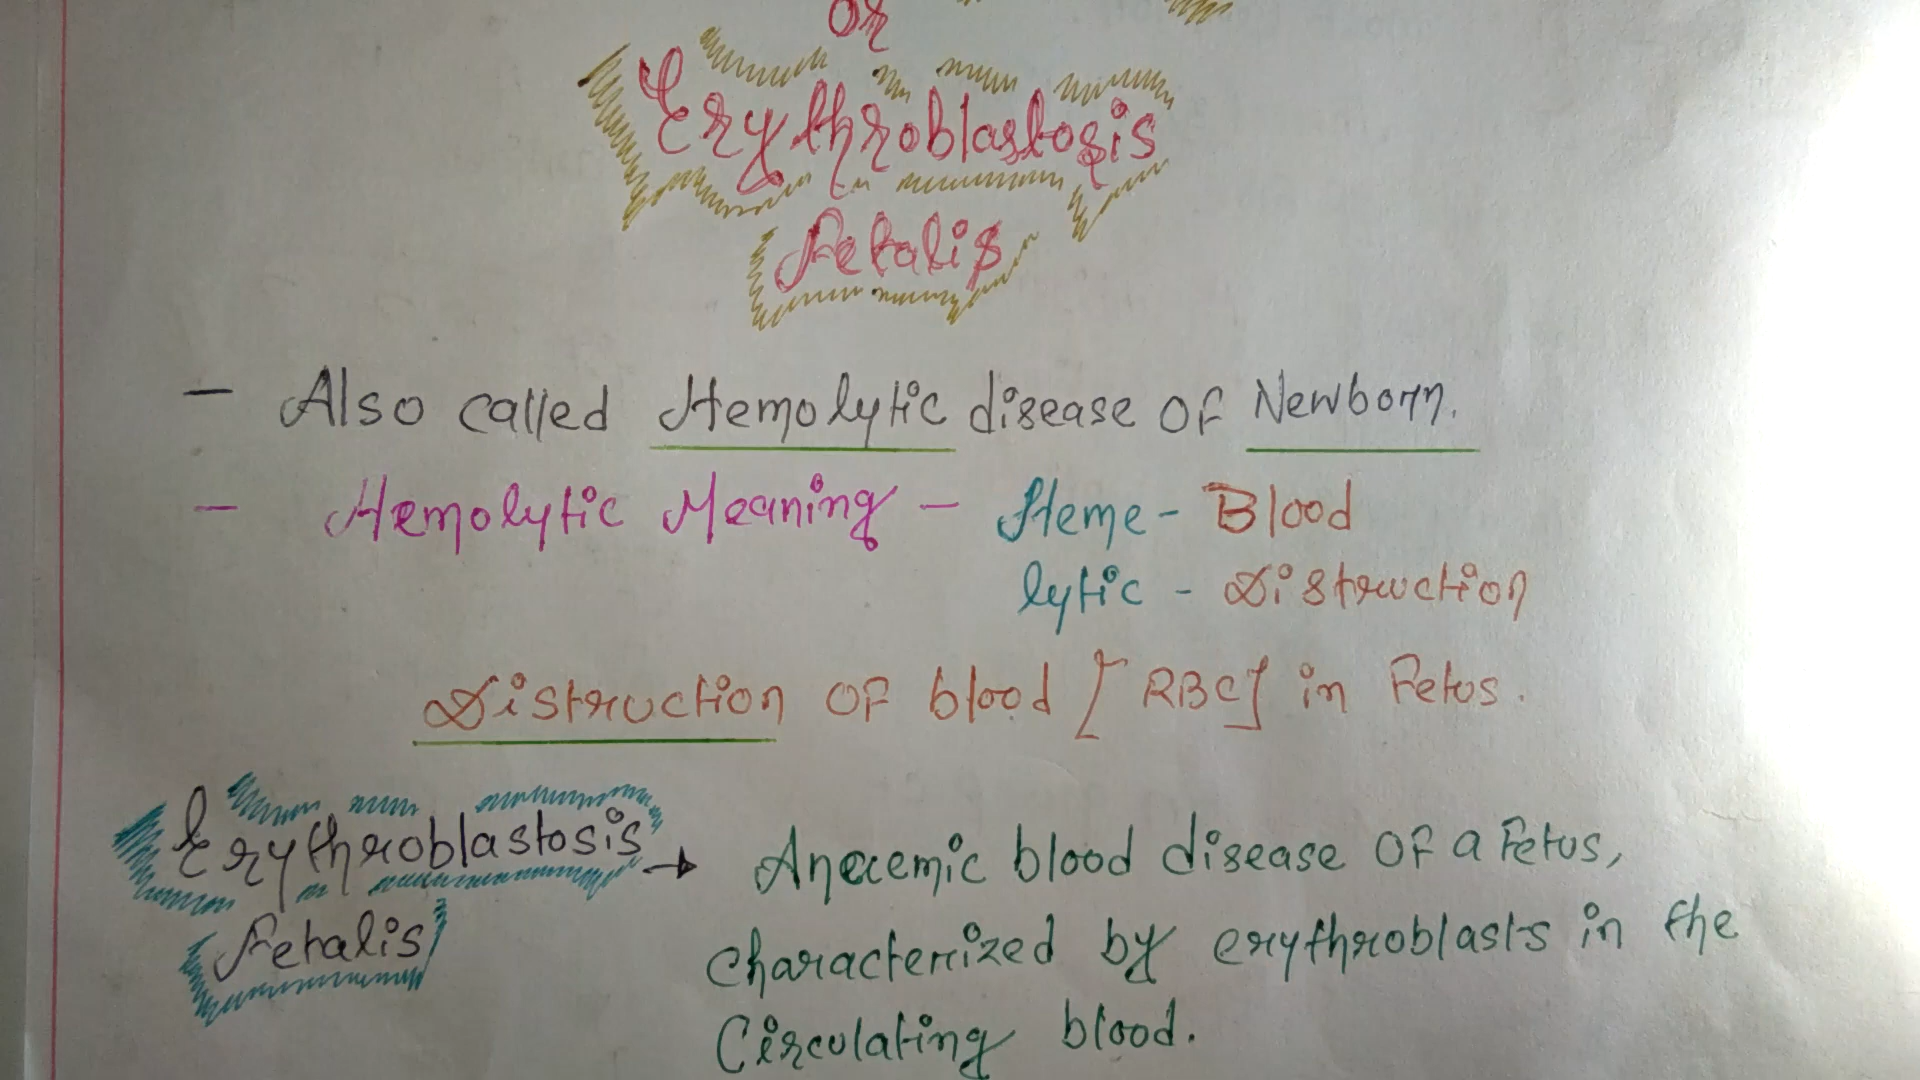 or
Erythroblastosis
Fetalis
- Also called Hemolytic disease of Newborn.
- Hemolytic Meaning - Heme - Blood
lytic - Distruction
Distruction of blood [RBC] in Fetus.
Erythroblastosis → Anaemic blood disease of a Fetus,
Fetalis characterized by erythroblasts in the
Circulating blood.